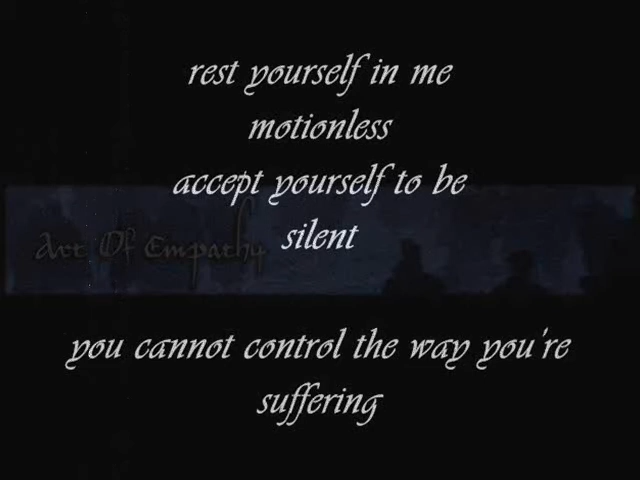 rest yourself in me
motionless
accept yourself to be
silent
Art Of Empathy
you cannot control the way you're
suffering